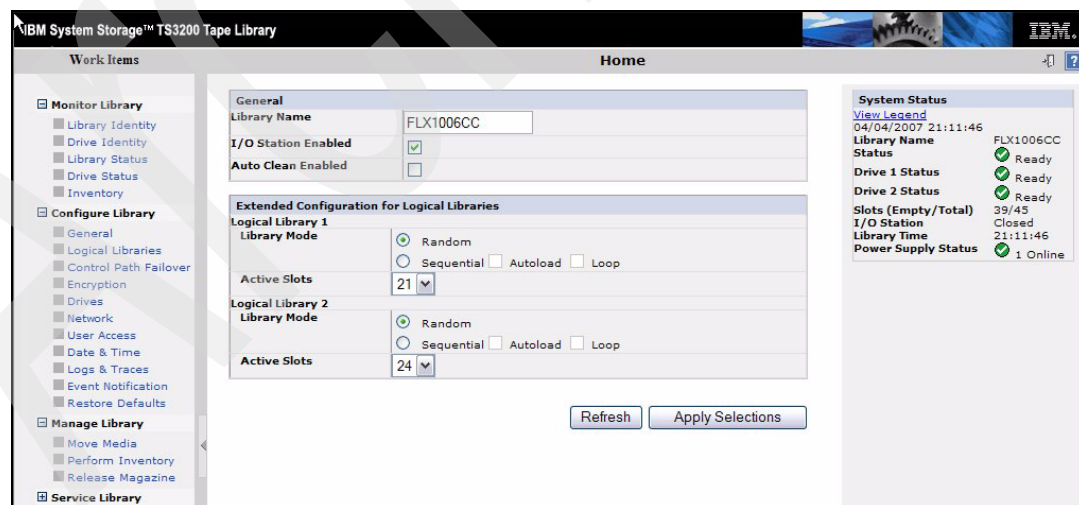 IBM System Storage™ TS3200 Tape Library
IBM.
Work Items
Home
?
Monitor Library
Library Identity
Drive Identity
Library Status
Drive Status
Inventory
Configure Library
General
Logical Libraries
Control Path Failover
Encryption
Drives
Network
User Access
Date & Time
Logs & Traces
Event Notification
Restore Defaults
Manage Library
Move Media
Perform Inventory
Release Magazine
Service Library
General
Library Name FLX1006CC
I/O Station Enabled
Auto Clean Enabled
Extended Configuration for Logical Libraries
Logical Library 1
Library Mode Random
Sequential Autoload Loop
Active Slots 21
Logical Library 2
Library Mode Random
Sequential Autoload Loop
Active Slots 24
Refresh Apply Selections
System Status
View Legend
04/04/2007 21:11:46
Library Name FLX1006CC
Status Ready
Drive 1 Status Ready
Drive 2 Status Ready
Slots (Empty/Total) 39/45
I/O Station Closed
Library Time 21:11:46
Power Supply Status 1 Online